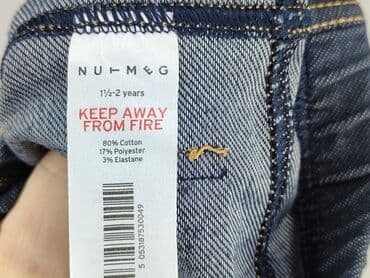 NUTMEG
1½-2 years
KEEP AWAY
FROM FIRE
80% Cotton
17% Polyester
3% Elastane
5 053187530049